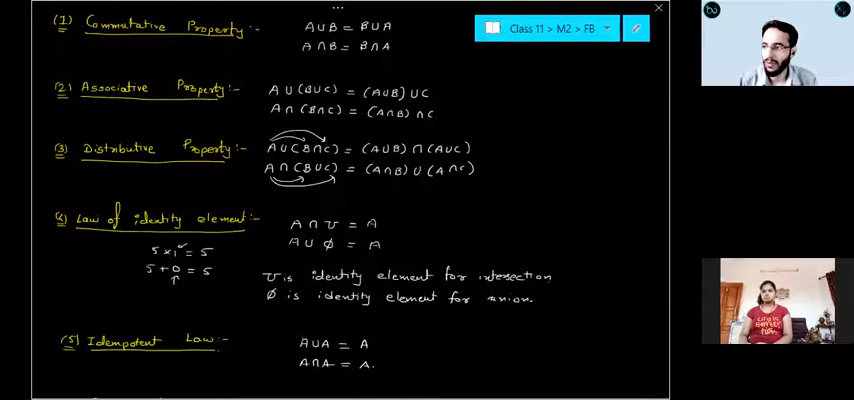 (1) Commutative Property :- A∪B = B∪A
A∩B = B∩A
Class 11 > M2 > FB
(2) Associative Property :- A∪(B∪C) = (A∪B)∪C
A∩(B∩C) = (A∩B)∩C
(3) Distributive Property :- A∪(B∩C) = (A∪B)∩(A∪C)
A∩(B∪C) = (A∩B)∪(A∩C)
(4) Law of identity element :- A∩U = A
A∪ϕ = A
5×1 = 5
5+0 = 5
U is identity element for intersection,
ϕ is identity element for union.
(5) Idempotent Law :- A∪A = A
A∩A = A.